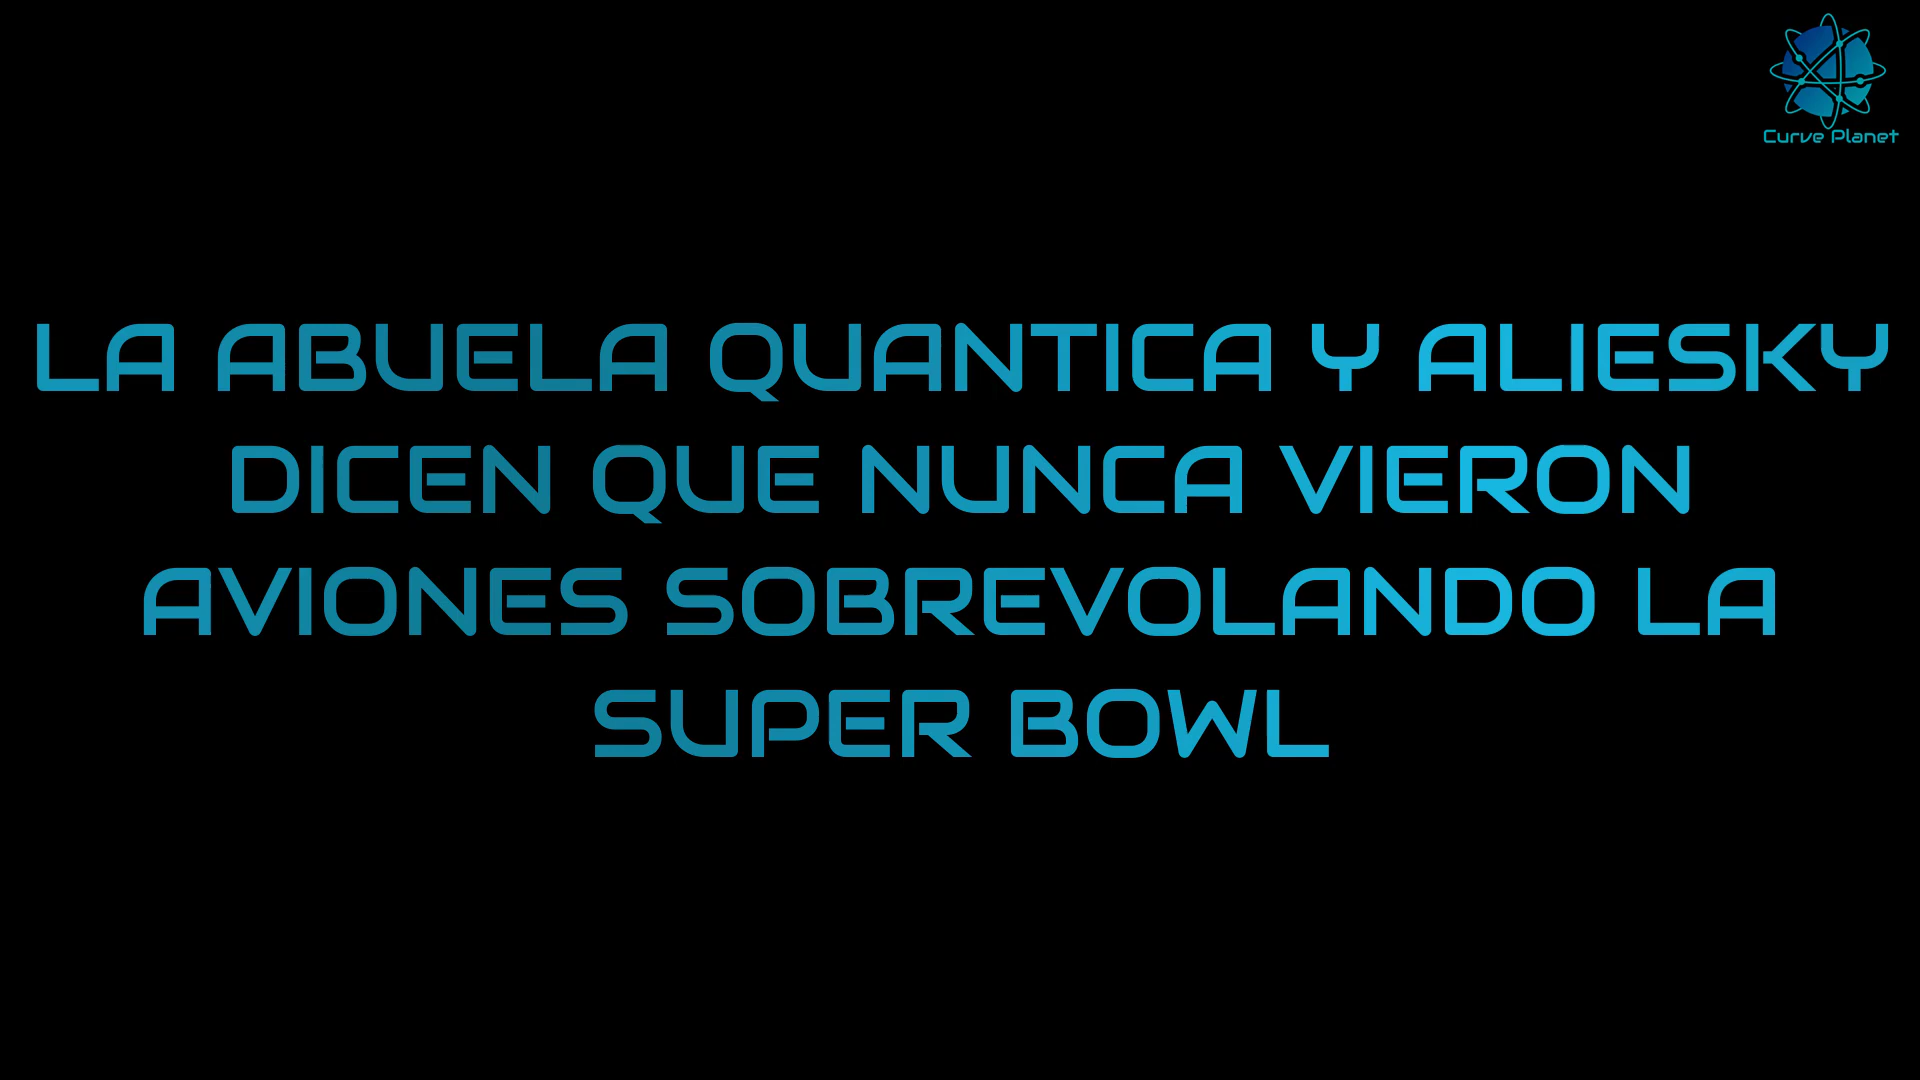 Curve Planet
LA ABUELA QUANTICA Y ALIESKY
DICEN QUE NUNCA VIERON
AVIONES SOBREVOLANDO LA
SUPER BOWL